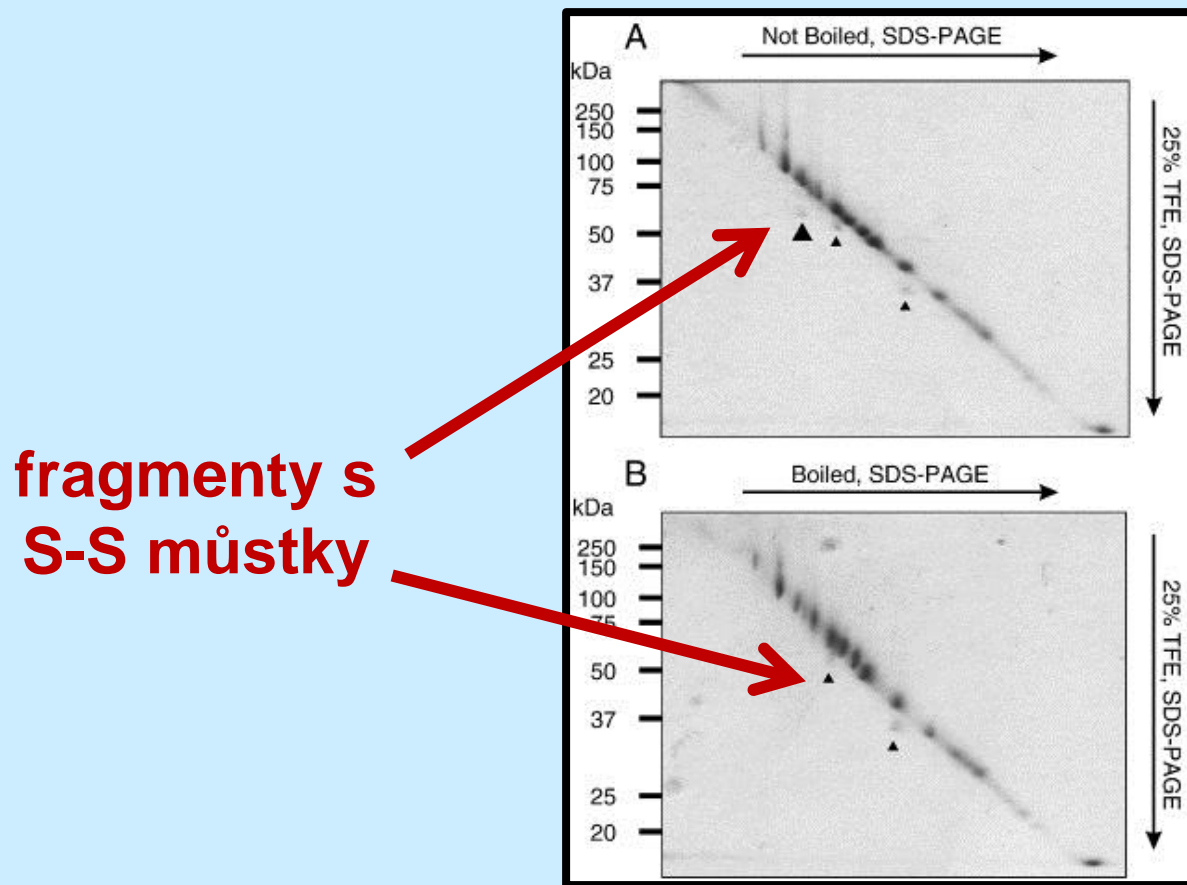 fragmenty s
S-S můstky
A
Not Boiled, SDS-PAGE
kDa
250
150
100
75
50
37
25
20
25% TFE, SDS-PAGE
B
Boiled, SDS-PAGE
kDa
250
150
100
75
50
37
25
20
25% TFE, SDS-PAGE